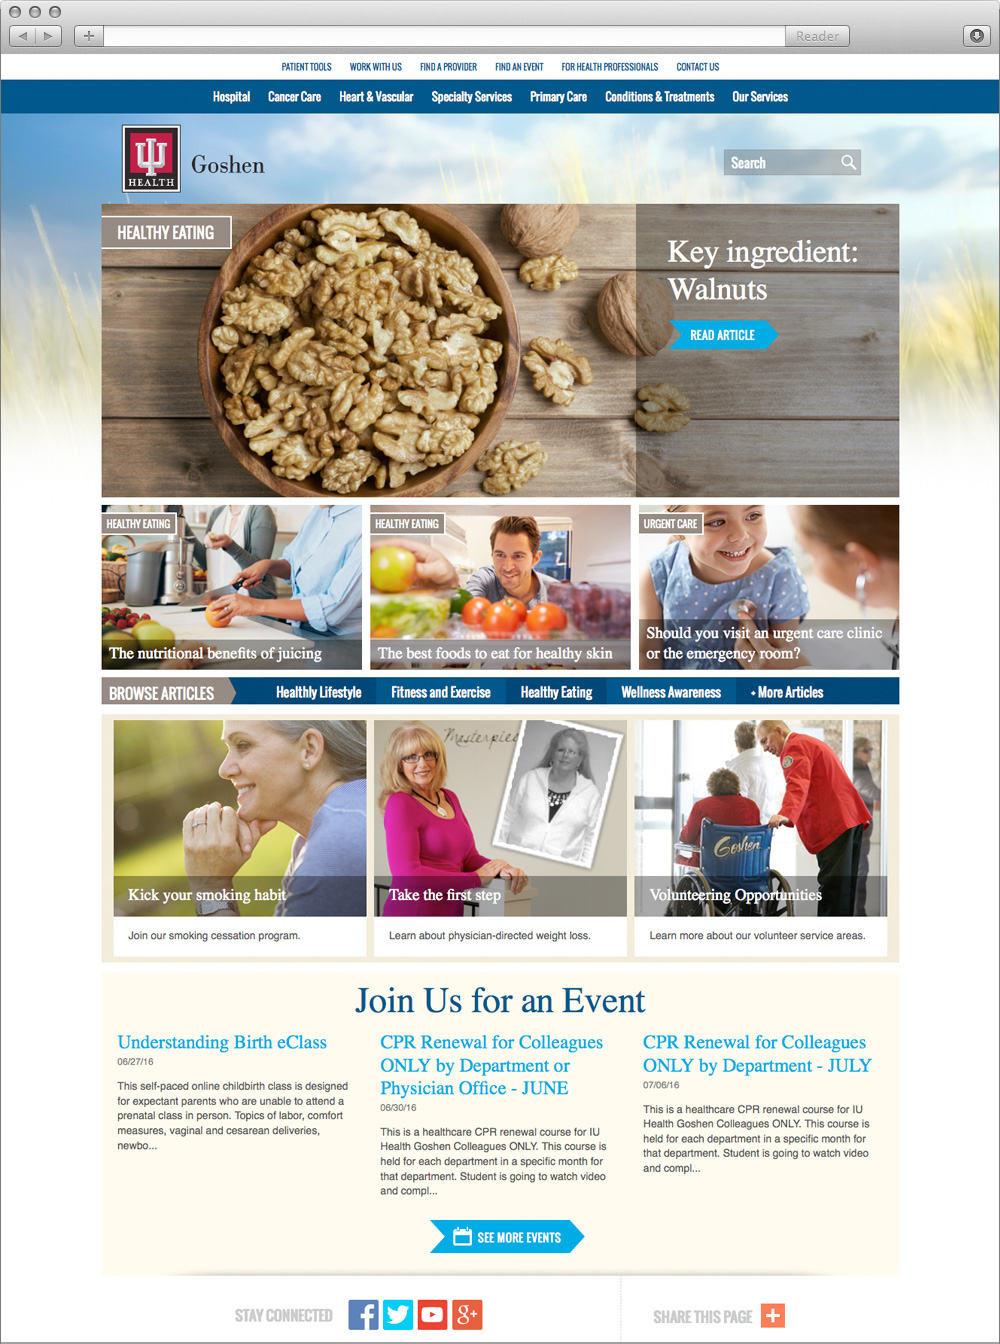 Reader
PATIENT TOOLS WORK WITH US FIND A PROVIDER FIND AN EVENT FOR HEALTH PROFESSIONALS CONTACT US
Hospital Cancer Care Heart & Vascular Specialty Services Primary Care Conditions & Treatments Our Services
HEALTH
Goshen
Search
HEALTHY EATING
Key ingredient:
Walnuts
READ ARTICLE
HEALTHY EATING
The nutritional benefits of juicing
HEALTHY EATING
The best foods to eat for healthy skin
URGENT CARE
Should you visit an urgent care clinic
or the emergency room?
BROWSE ARTICLES Healthly Lifestyle Fitness and Exercise Healthy Eating Wellness Awareness + More Articles
Kick your smoking habit
Join our smoking cessation program.
Masterpiec
Take the first step
Learn about physician-directed weight loss.
Goshen
Volunteering Opportunities
Learn more about our volunteer service areas.
Join Us for an Event
Understanding Birth eClass
06/27/16
This self-paced online childbirth class is designed
for expectant parents who are unable to attend a
prenatal class in person. Topics of labor, comfort
measures, vaginal and cesarean deliveries,
newbo...
CPR Renewal for Colleagues
ONLY by Department or
Physician Office - JUNE
06/30/16
This is a healthcare CPR renewal course for IU
Health Goshen Colleagues ONLY. This course is
held for each department in a specific month for
that department. Student is going to watch video
and compl...
CPR Renewal for Colleagues
ONLY by Department - JULY
07/06/16
This is a healthcare CPR renewal course for IU
Health Goshen Colleagues ONLY. This course is
held for each department in a specific month for
that department. Student is going to watch video
and compl...
SEE MORE EVENTS
STAY CONNECTED
SHARE THIS PAGE